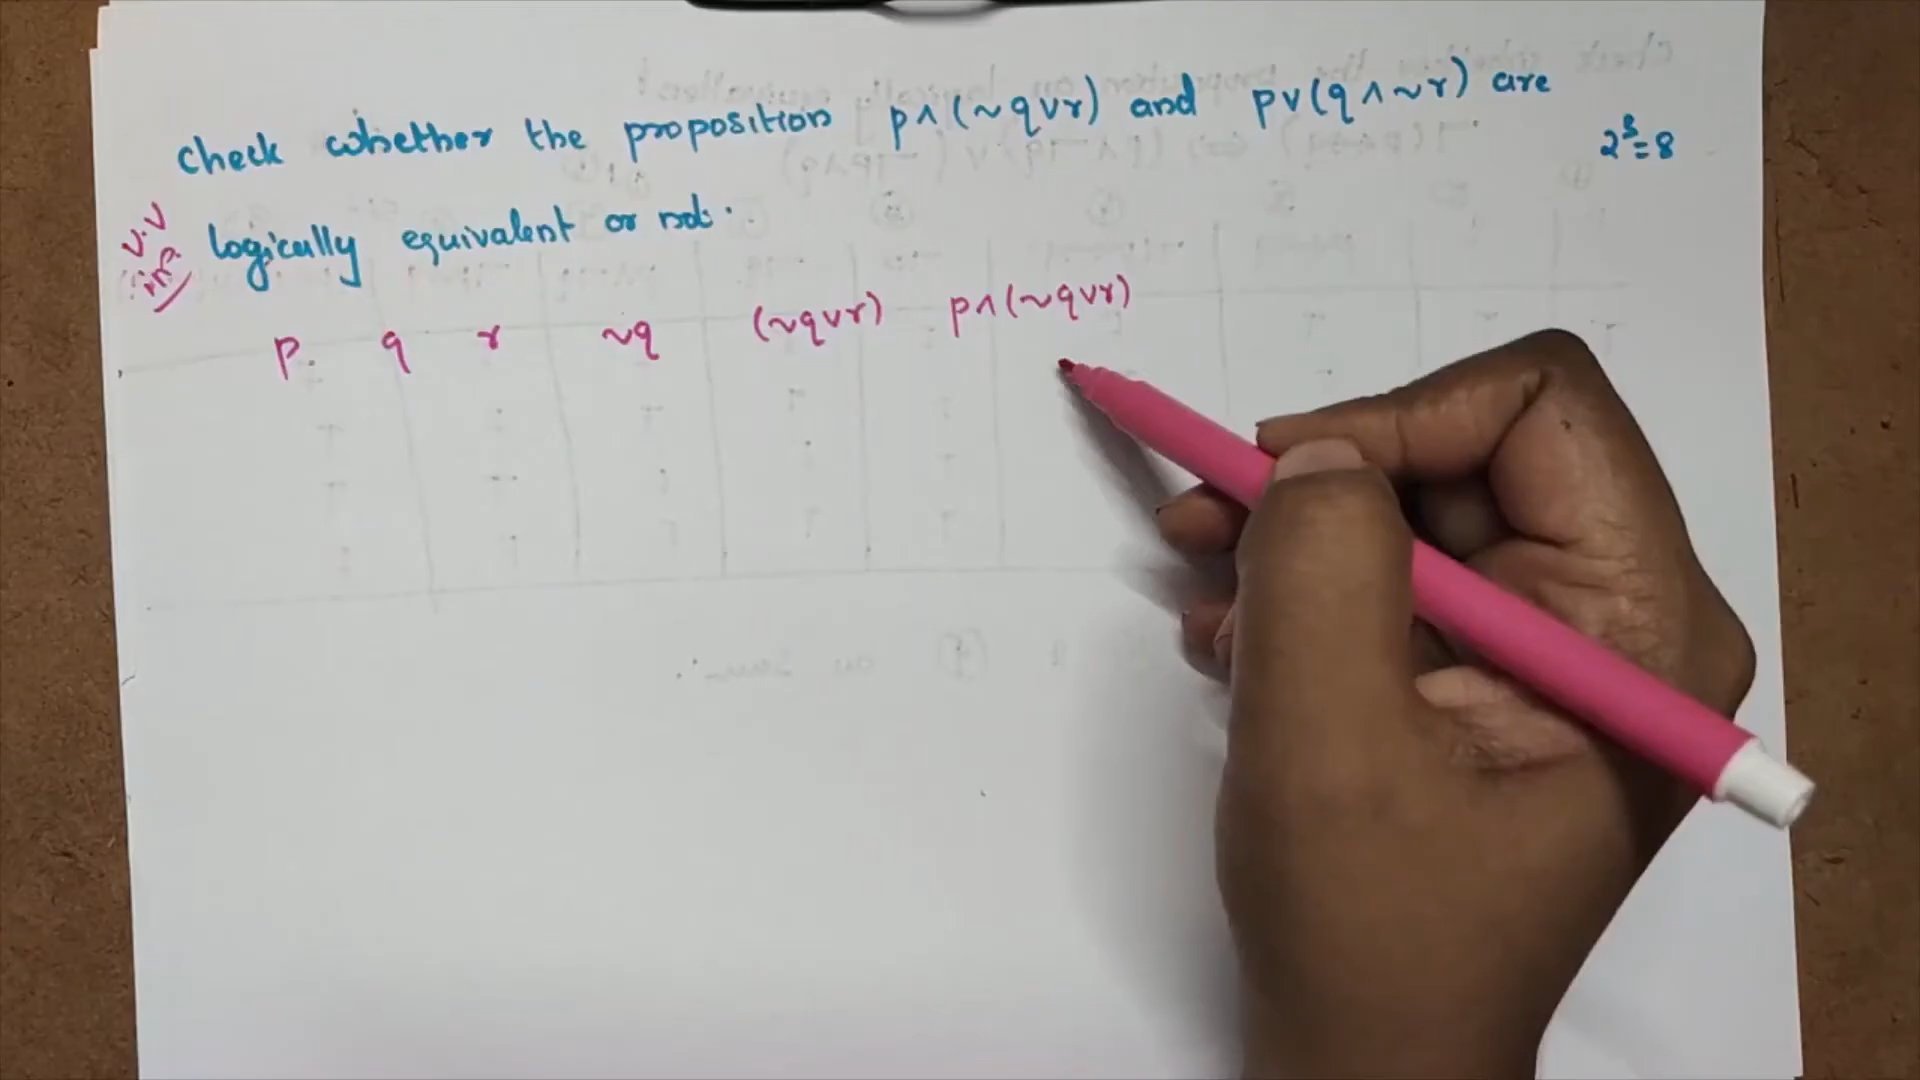 check whether the proposition p∧(~q∨r) and p∨(q∧~r) are
2³=8
v.v
imp
logically equivalent or not.
p q r ~q (~q∨r) p∧(~q∨r)